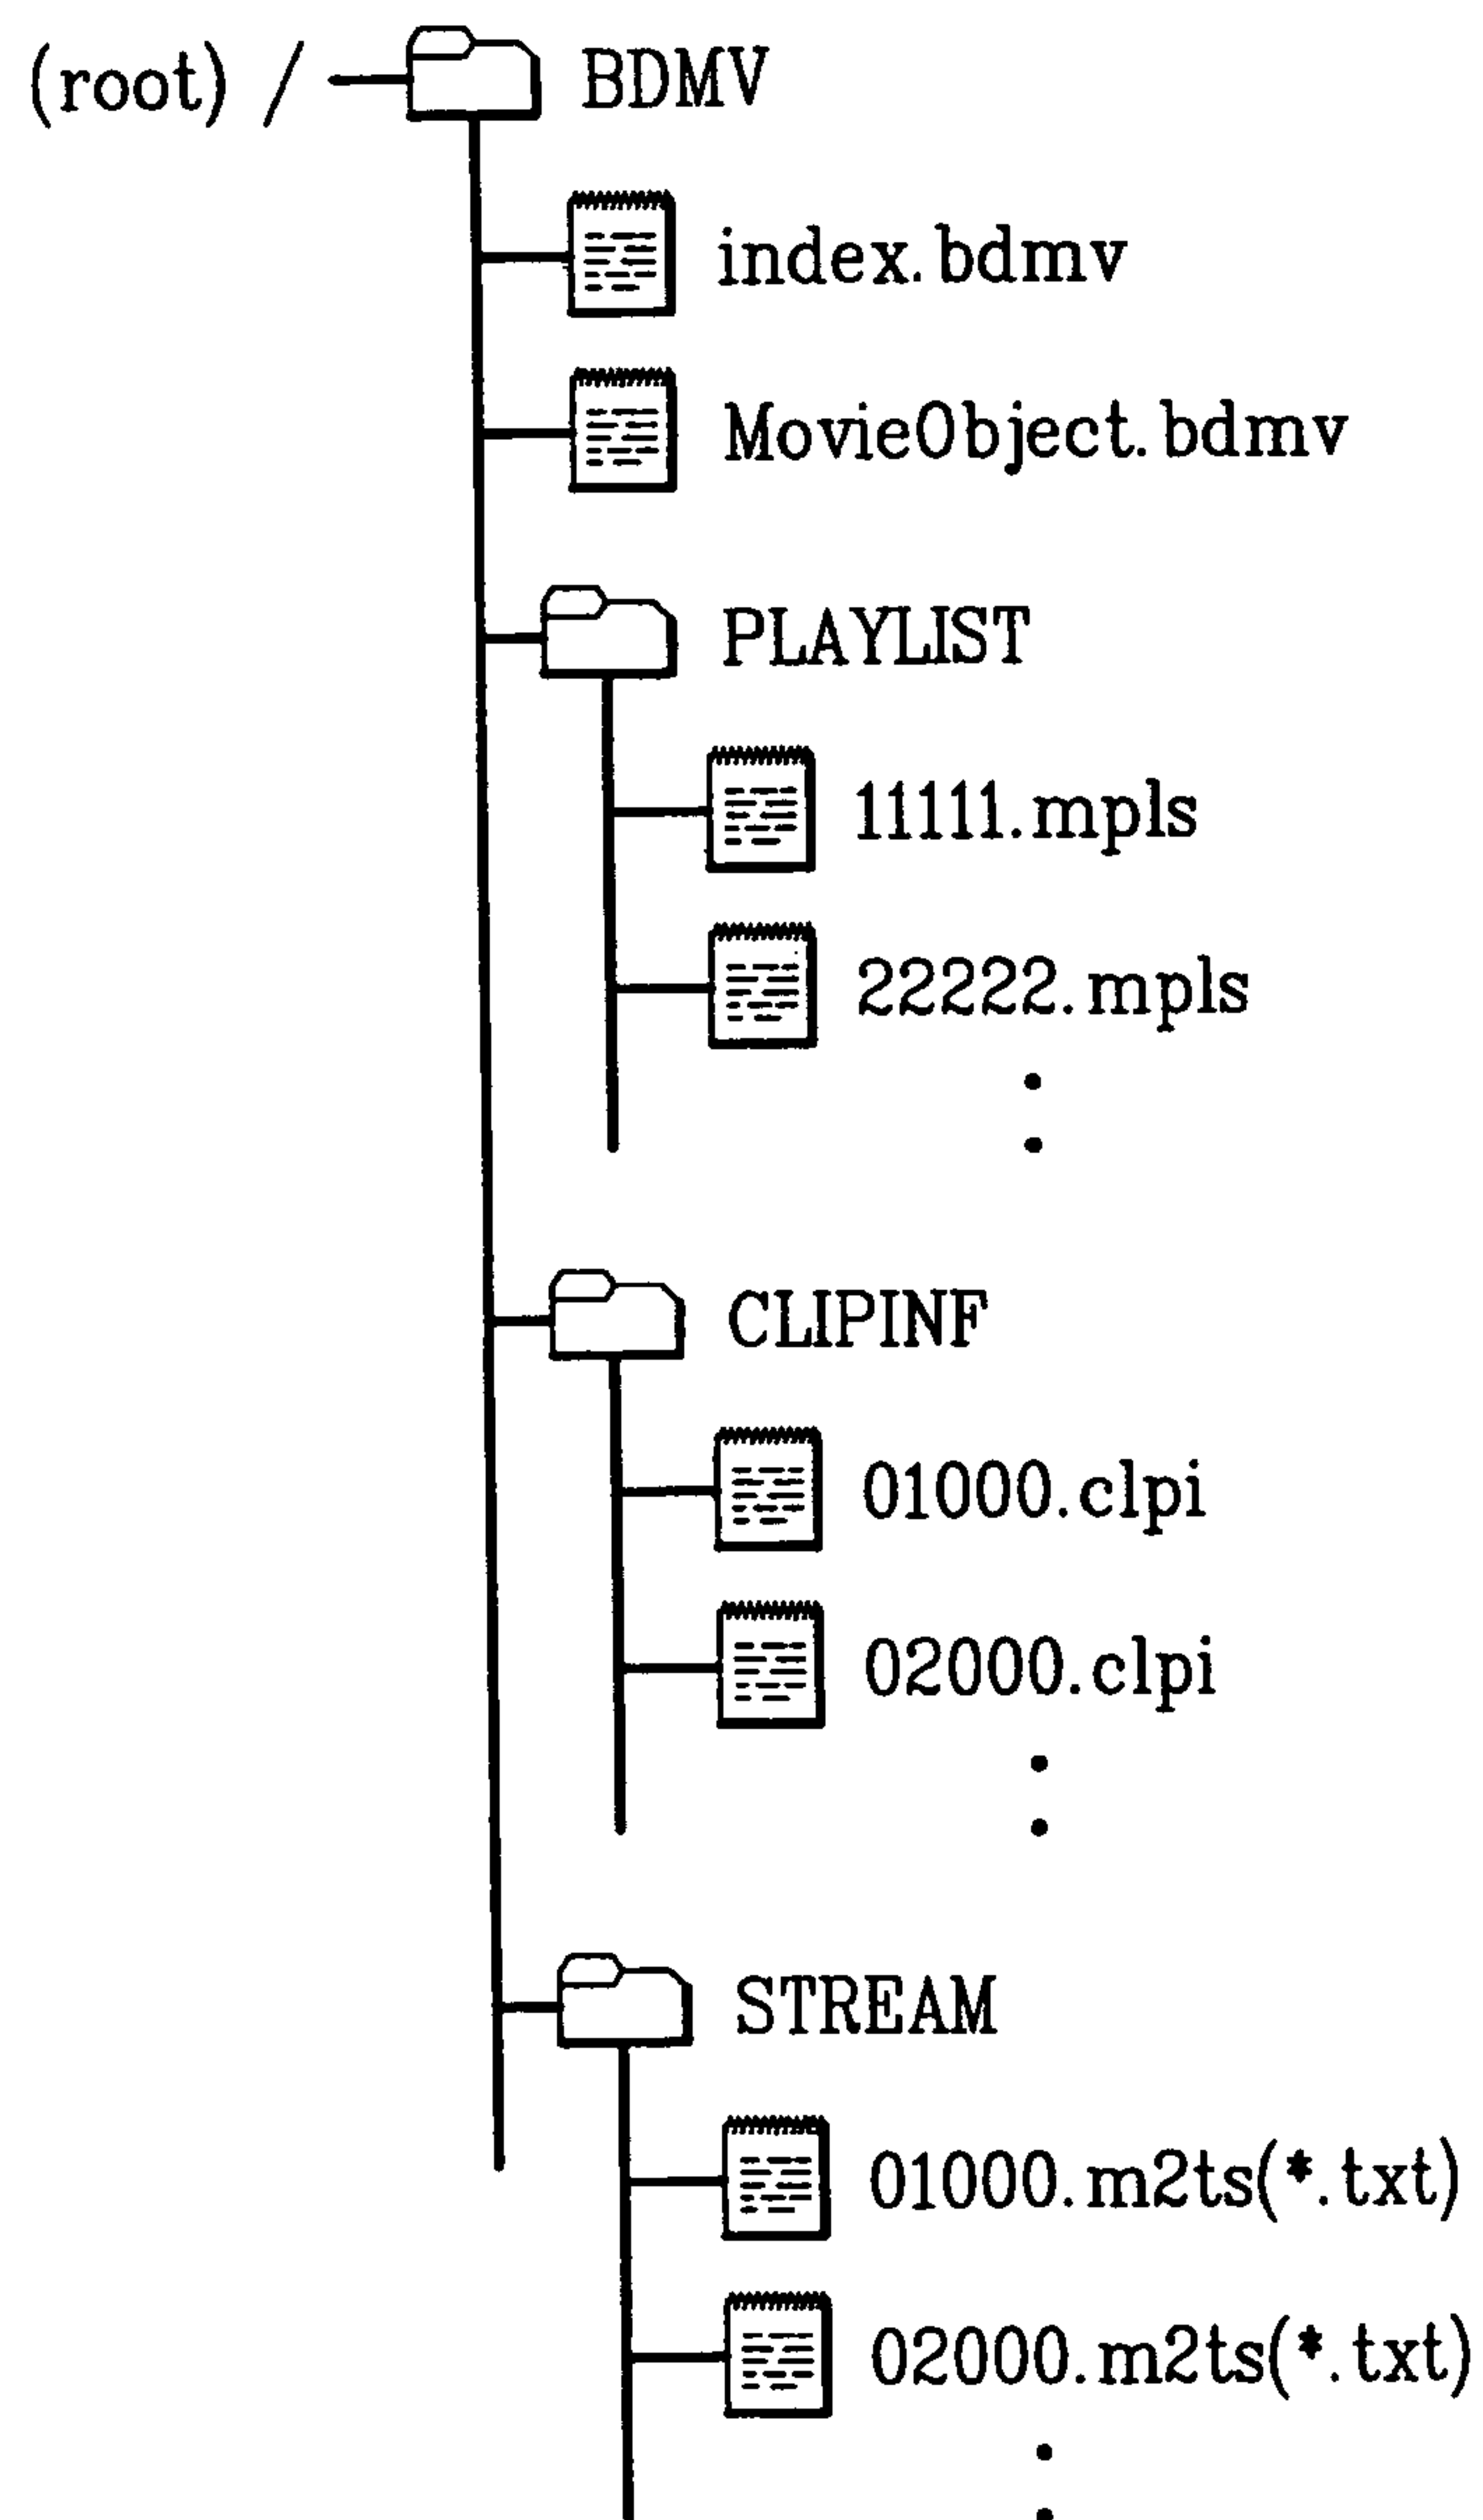 (root) / BDMV
index.bdmv
MovieObject.bdmv
PLAYLIST
11111.mpls
22222.mpls
CLIPINF
01000.clpi
02000.clpi
STREAM
01000.m2ts(*.txt)
02000.m2ts(*.txt)